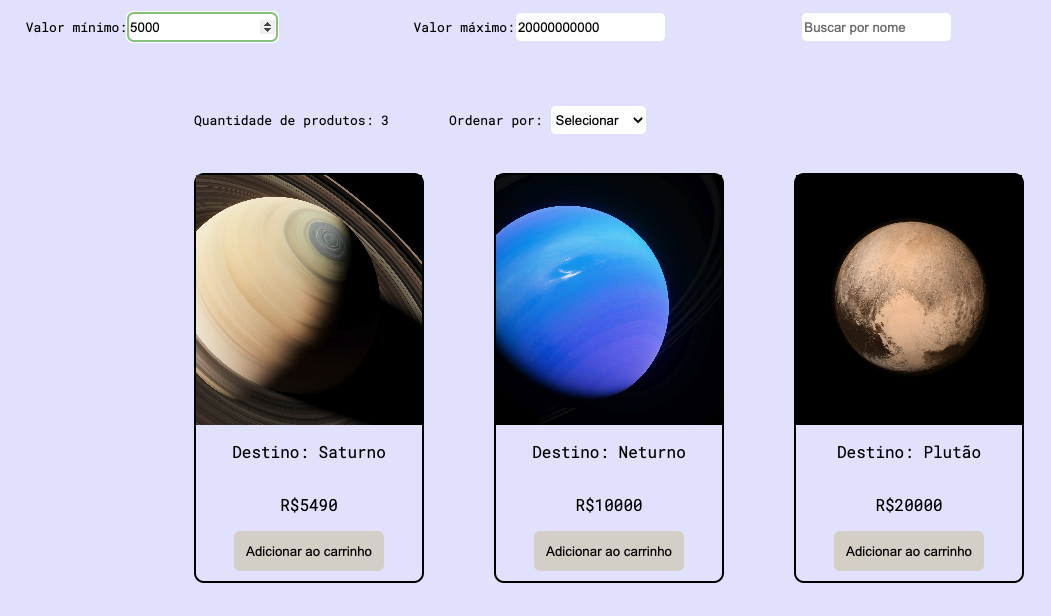 Valor mínimo: 5000 Valor máximo: 20000000000 Buscar por nome
Quantidade de produtos: 3 Ordenar por: Selecionar
Destino: Saturno Destino: Neturno Destino: Plutão
R$5490 R$10000 R$20000
Adicionar ao carrinho Adicionar ao carrinho Adicionar ao carrinho